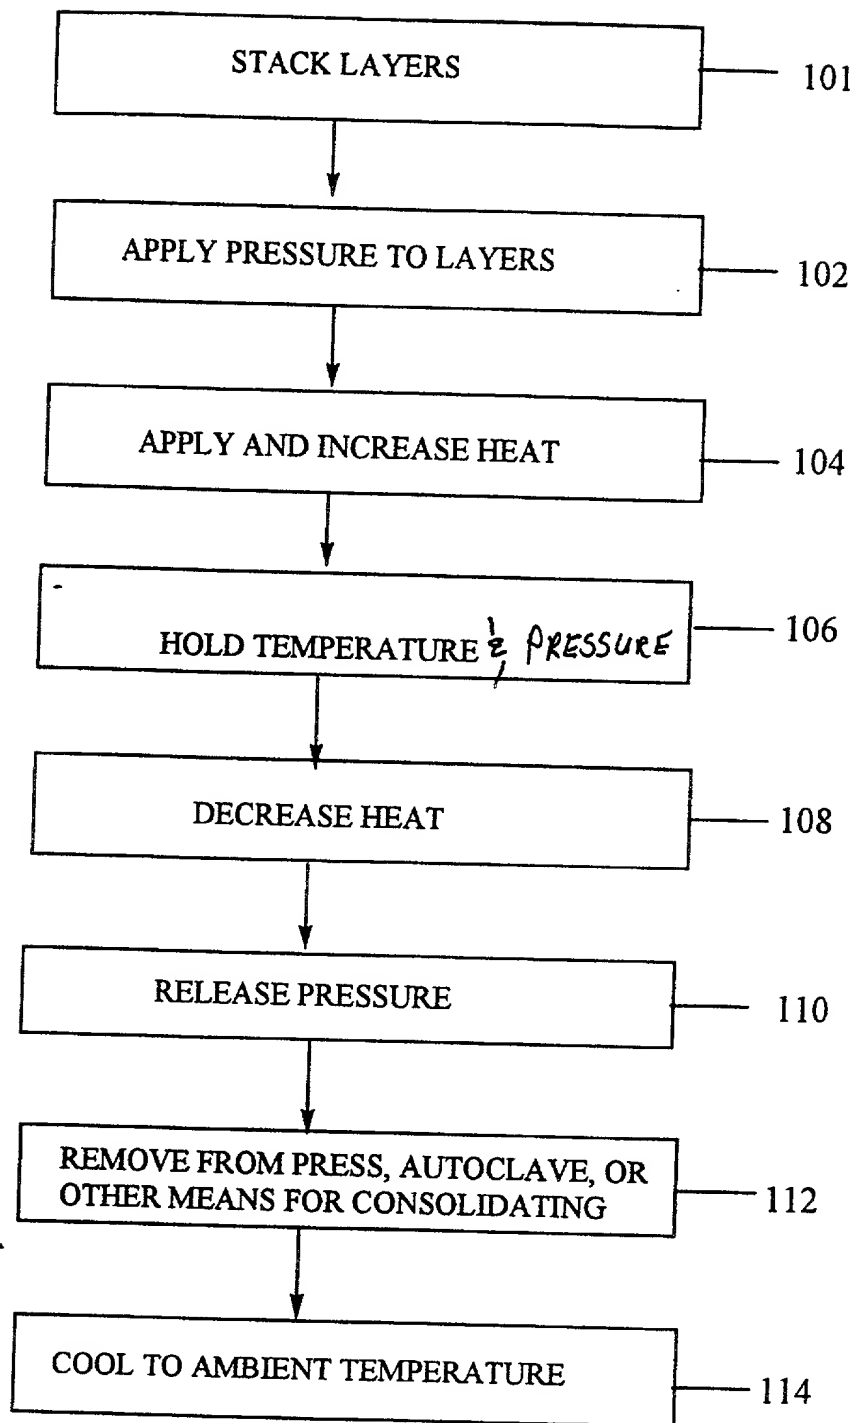 STACK LAYERS
101
APPLY PRESSURE TO LAYERS
102
APPLY AND INCREASE HEAT
104
HOLD TEMPERATURE & PRESSURE
106
DECREASE HEAT
108
RELEASE PRESSURE
110
REMOVE FROM PRESS, AUTOCLAVE, OR
OTHER MEANS FOR CONSOLIDATING
112
COOL TO AMBIENT TEMPERATURE
114